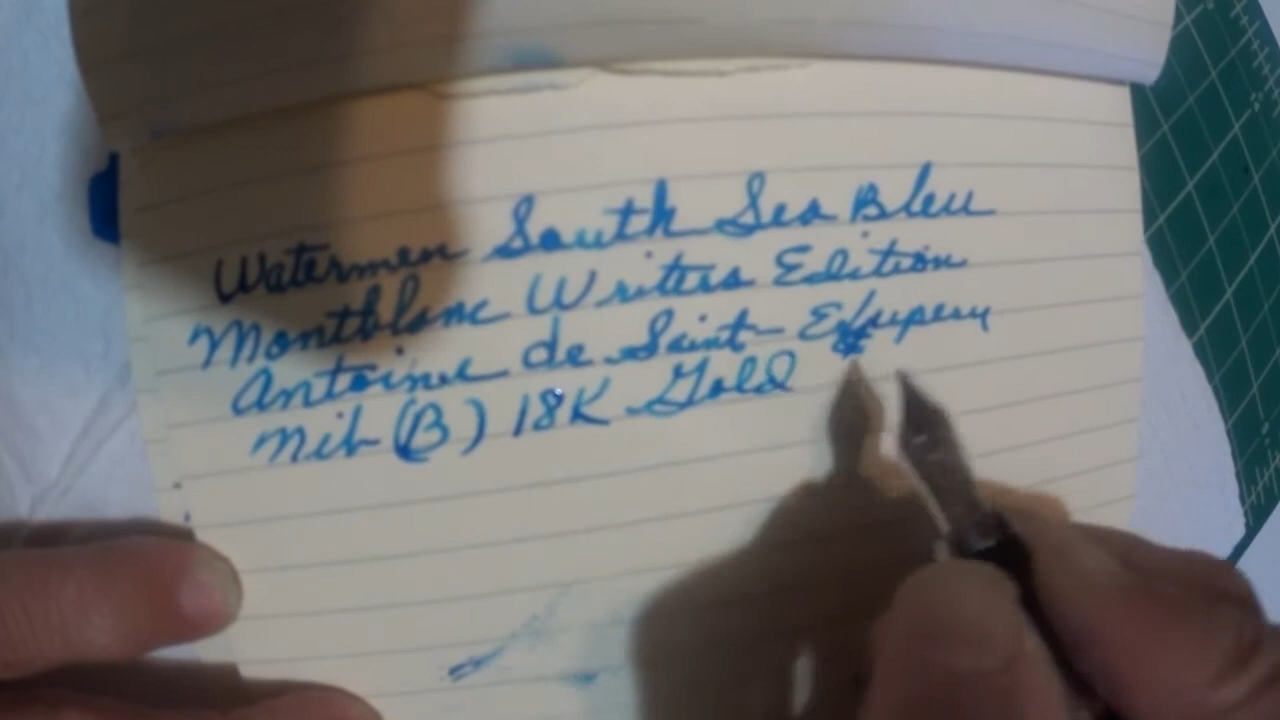 Watermen South Sea Bleu
Montblanc Writers Edition
Antoine de Saint-Exupery
Nib (B) 18K Gold